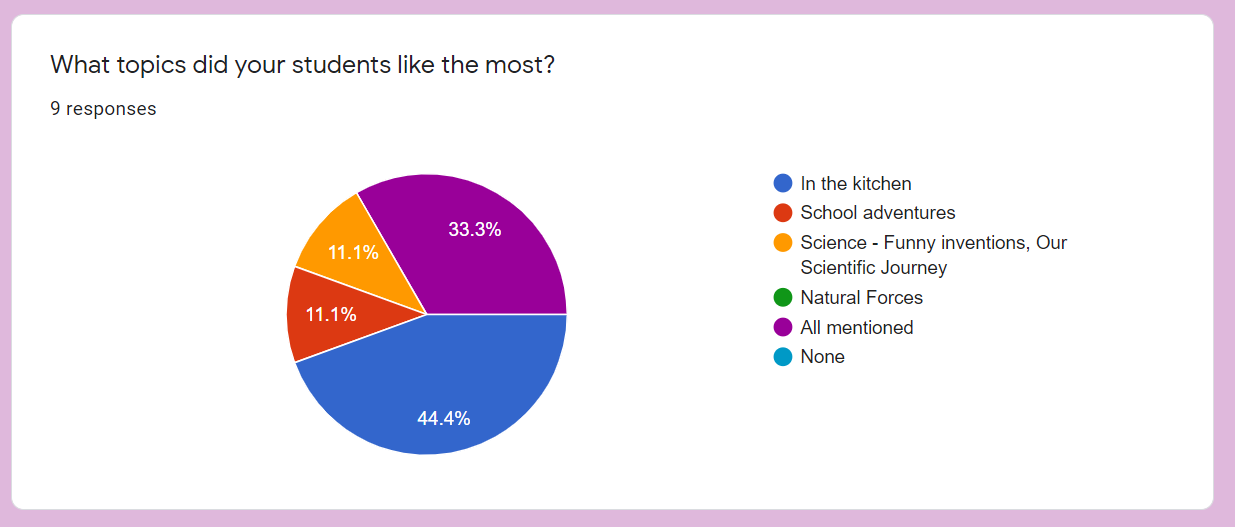 What topics did your students like the most?
9 responses
33.3%
11.1%
11.1%
44.4%
In the kitchen
School adventures
Science - Funny inventions, Our
Scientific Journey
Natural Forces
All mentioned
None